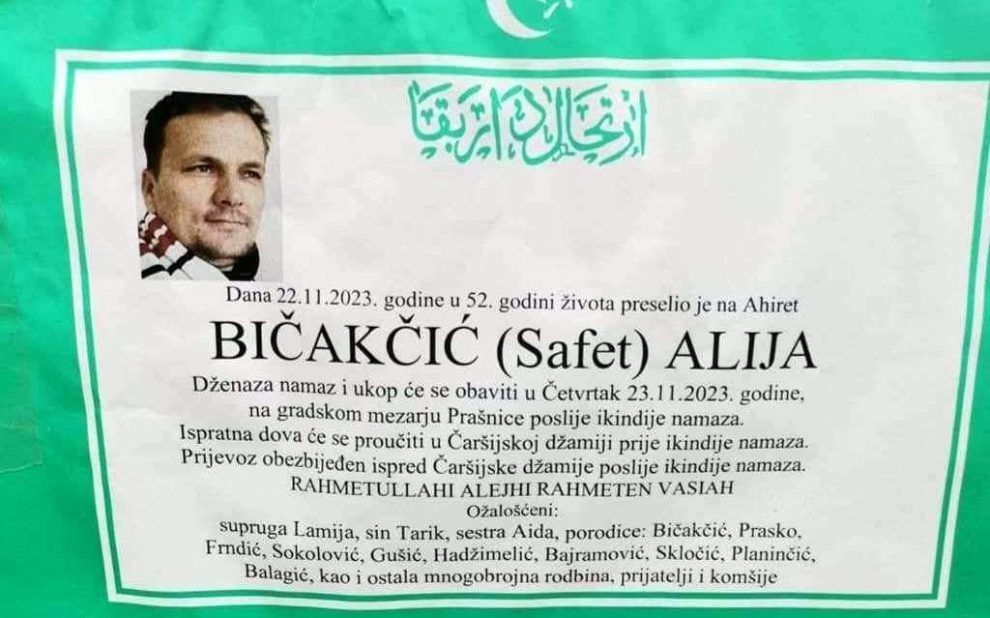 ارتحال دار بقا
Dana 22.11.2023. godine u 52. godini života preselio je na Ahiret
BIČAKČIĆ (Safet) ALIJA
Dženaza namaz i ukop će se obaviti u Četvrtak 23.11.2023. godine,
na gradskom mezarju Prašnice poslije ikindije namaza.
Ispratna dova će se proučiti u Čaršijskoj džamiji prije ikindije namaza.
Prijevoz obezbijeđen ispred Čaršijske džamije poslije ikindije namaza.
RAHMETULLAHI ALEJHI RAHMETEN VASIAH
Ožalošćeni:
supruga Lamija, sin Tarik, sestra Aida, porodice: Bičakčić, Prasko,
Frndić, Sokolović, Gušić, Hadžimelić, Bajramović, Skločić, Planinčić,
Balagić, kao i ostala mnogobrojna rodbina, prijatelji i komšije